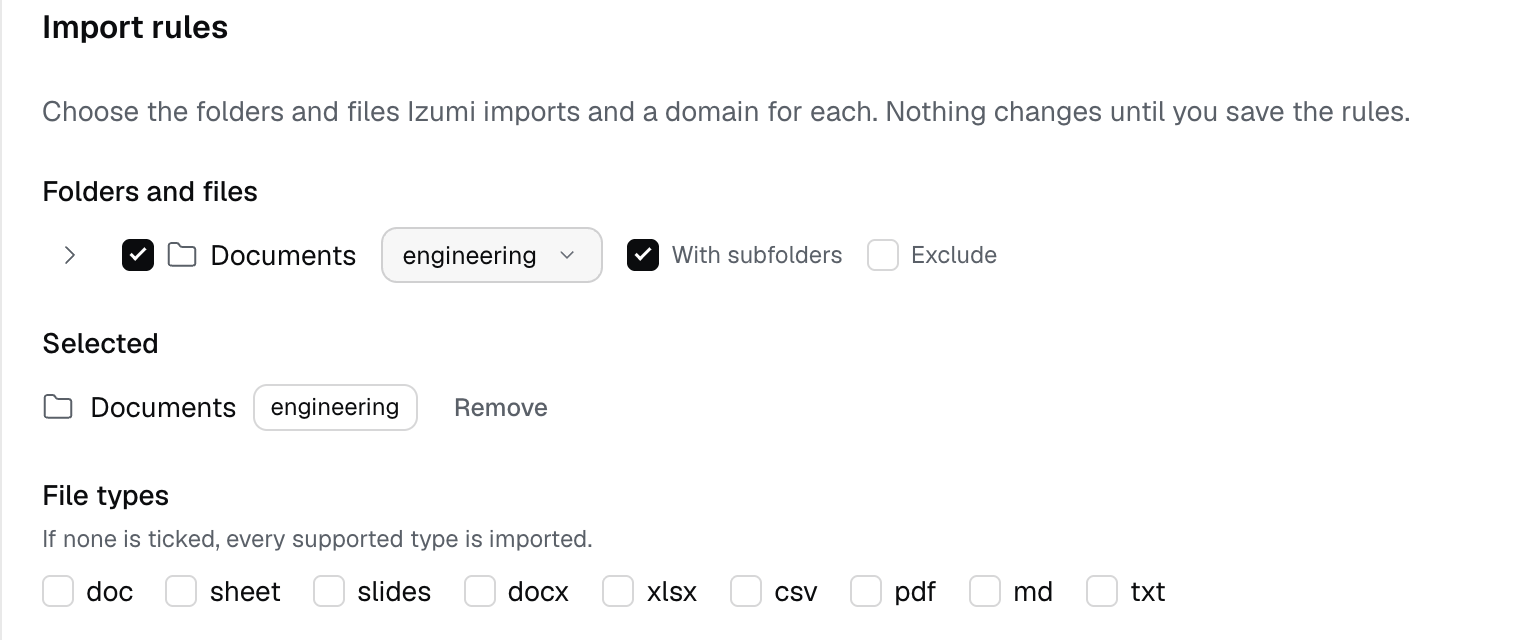 Import rules
Choose the folders and files Izumi imports and a domain for each. Nothing changes until you save the rules.
Folders and files
Documents engineering With subfolders Exclude
Selected
Documents engineering Remove
File types
If none is ticked, every supported type is imported.
doc sheet slides docx xlsx csv pdf md txt